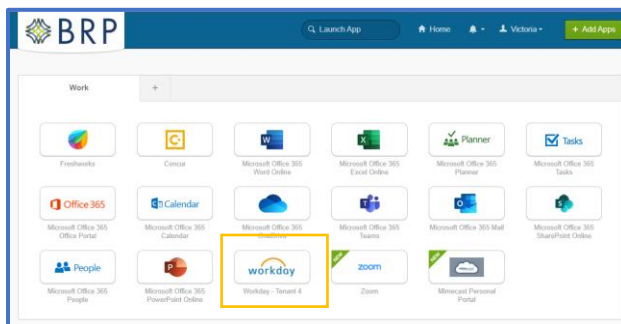 BRP
Launch App
Home
Victoria
+ Add Apps
Work
+
Planner
Tasks
Freshworks
Concur
Microsoft Office 365
Word Online
Microsoft Office 365
Excel Online
Microsoft Office 365
Planner
Microsoft Office 365
Tasks
Office 365
Calendar
Microsoft Office 365
Office Portal
Microsoft Office 365
Calendar
Microsoft Office 365
OneDrive
Microsoft Office 365
Teams
Microsoft Office 365 Mail
Microsoft Office 365
SharePoint Online
People
workday
NEW
zoom
NEW
Microsoft Office 365
People
Microsoft Office 365
PowerPoint Online
Workday - Tenant 4
Zoom
Mimecast Personal
Portal